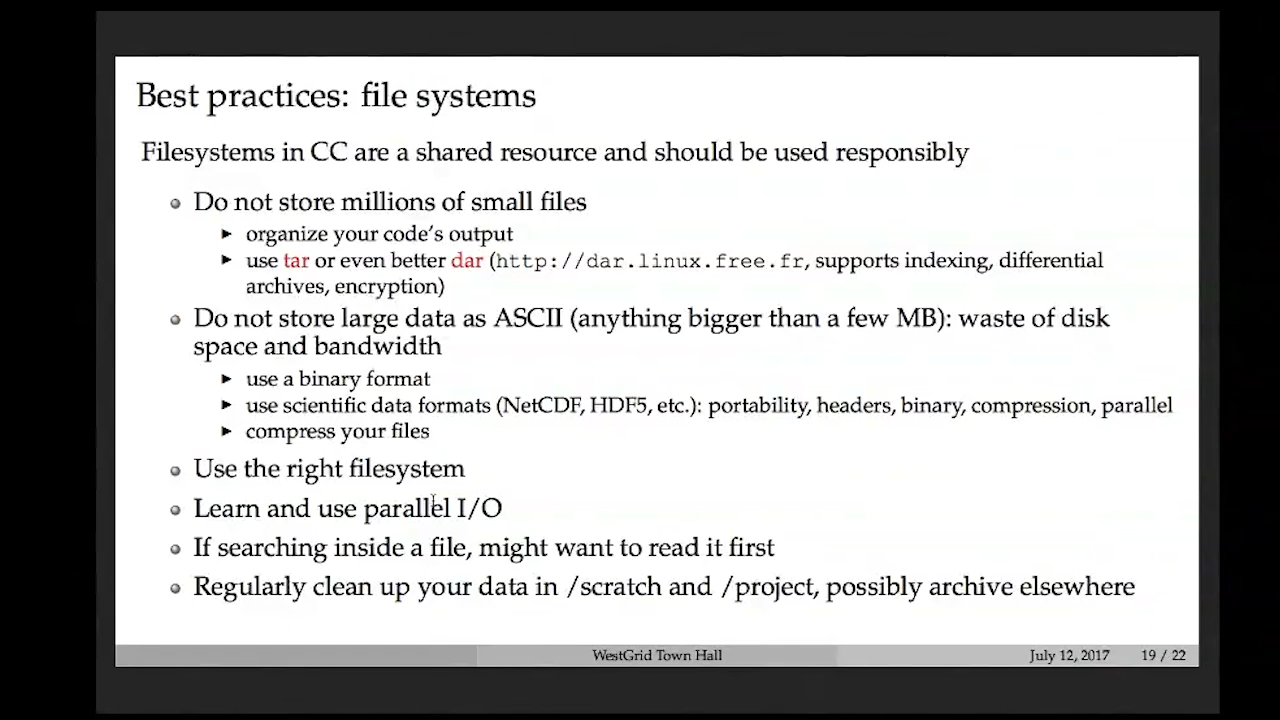 Best practices: file systems
Filesystems in CC are a shared resource and should be used responsibly
Do not store millions of small files
organize your code's output
use tar or even better dar (http://dar.linux.free.fr, supports indexing, differential
archives, encryption)
Do not store large data as ASCII (anything bigger than a few MB): waste of disk
space and bandwidth
use a binary format
use scientific data formats (NetCDF, HDF5, etc.): portability, headers, binary, compression, parallel
compress your files
Use the right filesystem
Learn and use parallel I/O
If searching inside a file, might want to read it first
Regularly clean up your data in /scratch and /project, possibly archive elsewhere
WestGrid Town Hall July 12, 2017 19 / 22